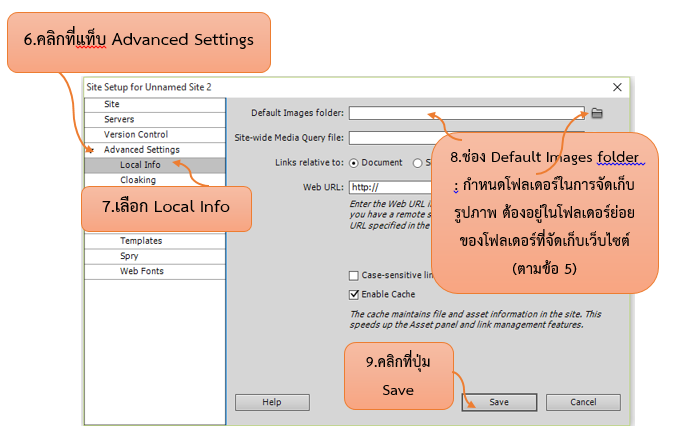 6.คลิกที่แท็บ Advanced Settings
Site Setup for Unnamed Site 2
Site
Servers
Version Control
Advanced Settings
Local Info
Cloaking
Templates
Spry
Web Fonts
7.เลือก Local Info
Default Images folder:
Site-wide Media Query file:
Links relative to: Document S
Web URL: http://
Enter the Web URL i
you have a remote s
URL specified in the
8.ช่อง Default Images folder
: กำหนดโฟลเดอร์ในการจัดเก็บ
รูปภาพ ต้องอยู่ในโฟลเดอร์ย่อย
ของโฟลเดอร์ที่จัดเก็บเว็บไซต์
(ตามข้อ 5)
Case-sensitive lin
Enable Cache
The cache maintains file and asset information in the site. This
speeds up the Asset panel and link management features.
9.คลิกที่ปุ่ม
Save
Help
Save
Cancel